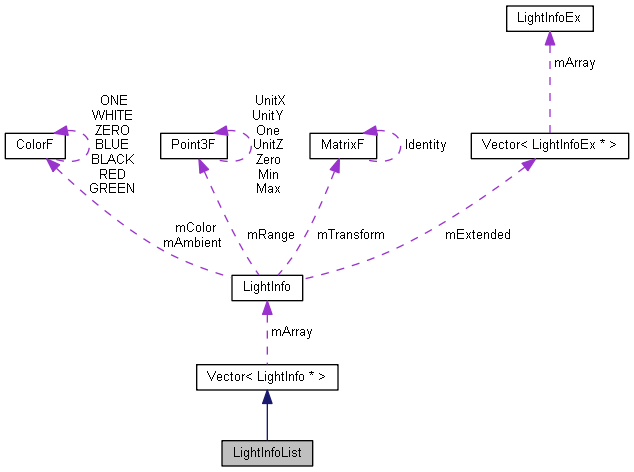 LightInfoEx
mArray
ONE
WHITE
ZERO
BLUE
BLACK
RED
GREEN
UnitX
UnitY
One
UnitZ
Zero
Min
Max
Identity
ColorF
Point3F
MatrixF
Vector< LightInfoEx * >
mColor
mAmbient
mRange
mTransform
mExtended
LightInfo
mArray
Vector< LightInfo * >
LightInfoList